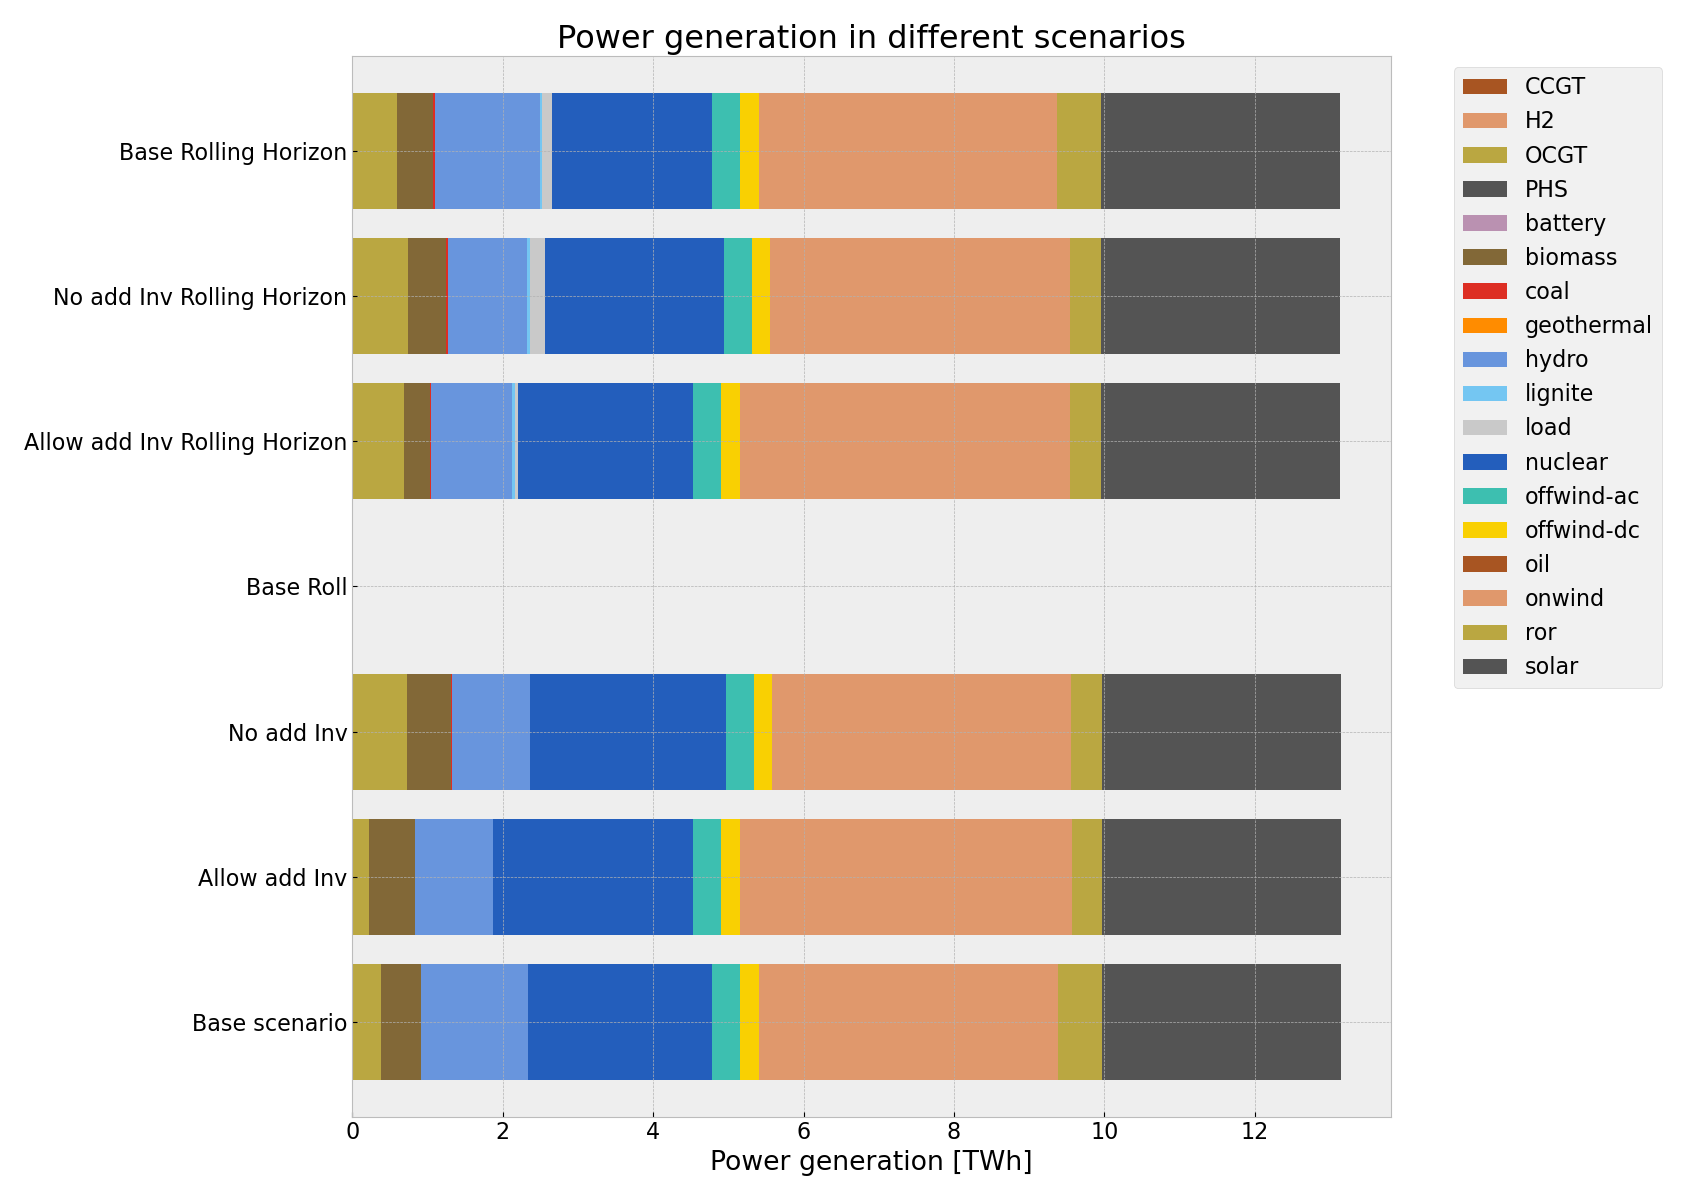 Power generation in different scenarios
Base Rolling Horizon
No add Inv Rolling Horizon
Allow add Inv Rolling Horizon
Base Roll
No add Inv
Allow add Inv
Base scenario
0 2 4 6 8 10 12
Power generation [TWh]
CCGT
H2
OCGT
PHS
battery
biomass
coal
geothermal
hydro
lignite
load
nuclear
offwind-ac
offwind-dc
oil
onwind
ror
solar